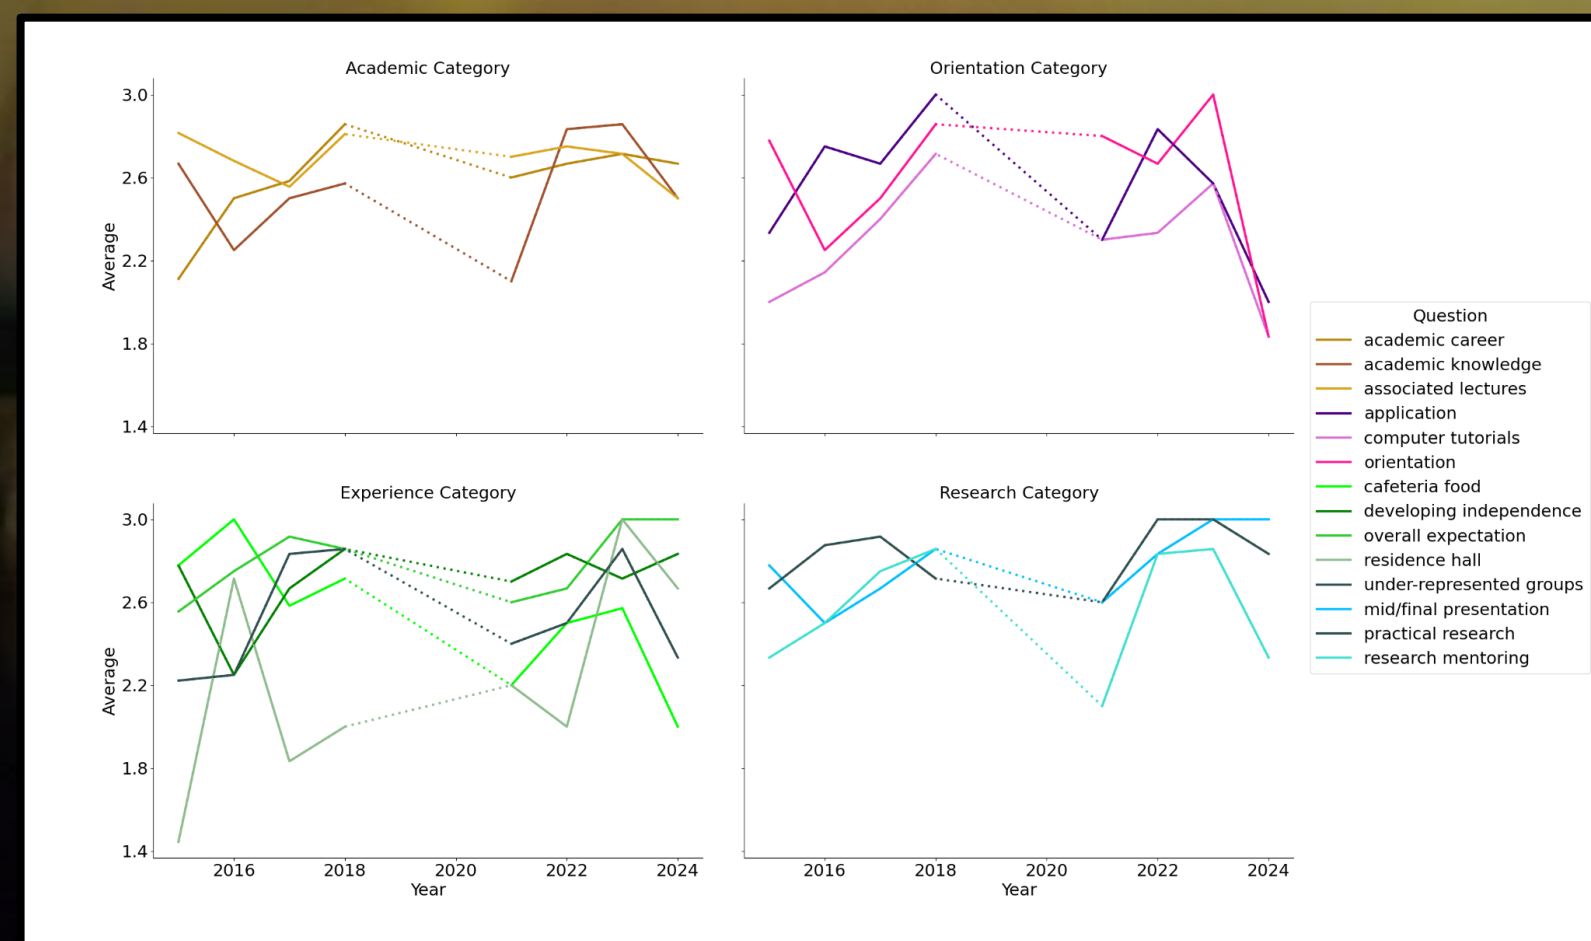 Academic Category
3.0
2.6
2.2
1.8
1.4
Average
Orientation Category
Experience Category
3.0
2.6
2.2
1.8
1.4
Average
2016 2018 2020 2022 2024
Year
Research Category
2016 2018 2020 2022 2024
Year
Question
academic career
academic knowledge
associated lectures
application
computer tutorials
orientation
cafeteria food
developing independence
overall expectation
residence hall
under-represented groups
mid/final presentation
practical research
research mentoring